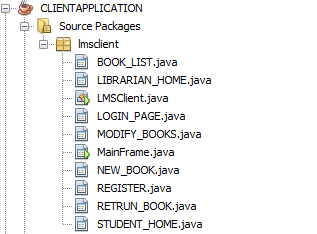 CLIENTAPPLICATION
Source Packages
lmsclient
BOOK_LIST.java
LIBRARIAN_HOME.java
LMSClient.java
LOGIN_PAGE.java
MODIFY_BOOKS.java
MainFrame.java
NEW_BOOK.java
REGISTER.java
RETRUN_BOOK.java
STUDENT_HOME.java